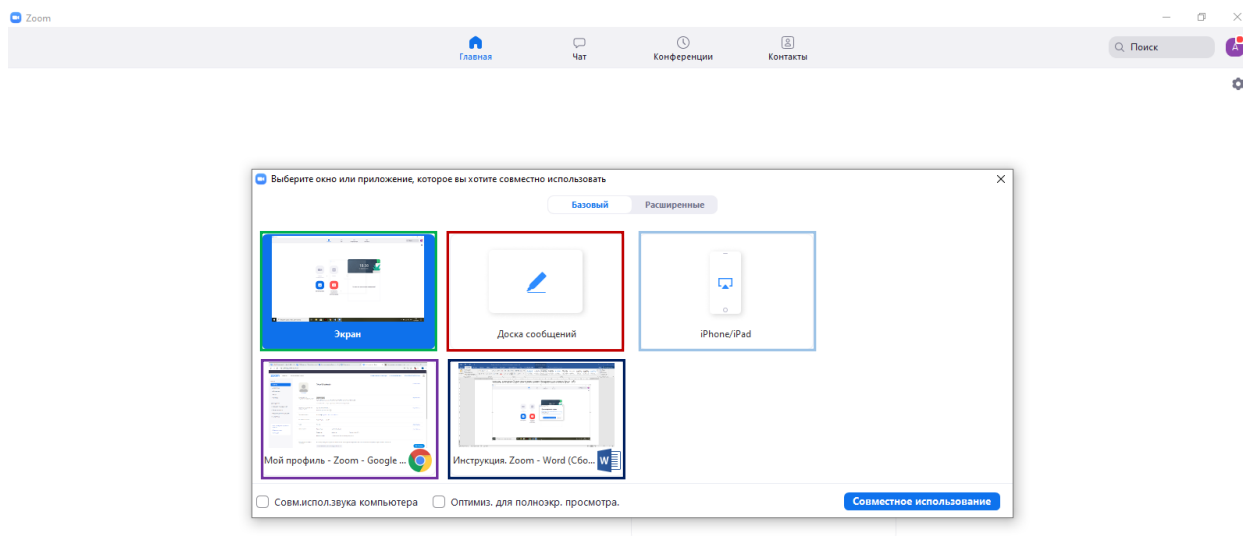 Zoom
Главная
Чат
Конференции
Контакты
Поиск
A
Выберите окно или приложение, которое вы хотите совместно использовать
Базовый
Расширенные
Экран
Доска сообщений
iPhone/iPad
Мой профиль - Zoom - Google ...
Инструкция. Zoom - Word (Сбо...
Совм.испол.звука компьютера
Оптимиз. для полноэкр. просмотра.
Совместное использование